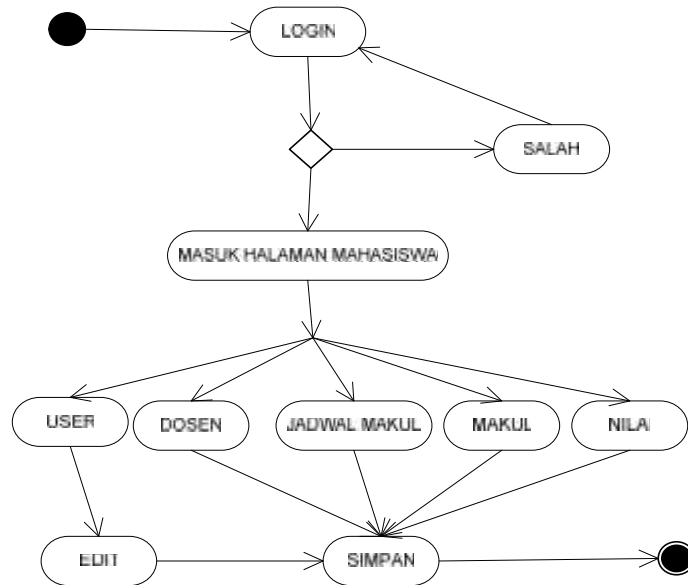 LOGIN
SALAH
MASUK HALAMAN MAHASISWA
USER
DOSEN
JADWAL MAKUL
MAKUL
NILAI
EDIT
SIMPAN